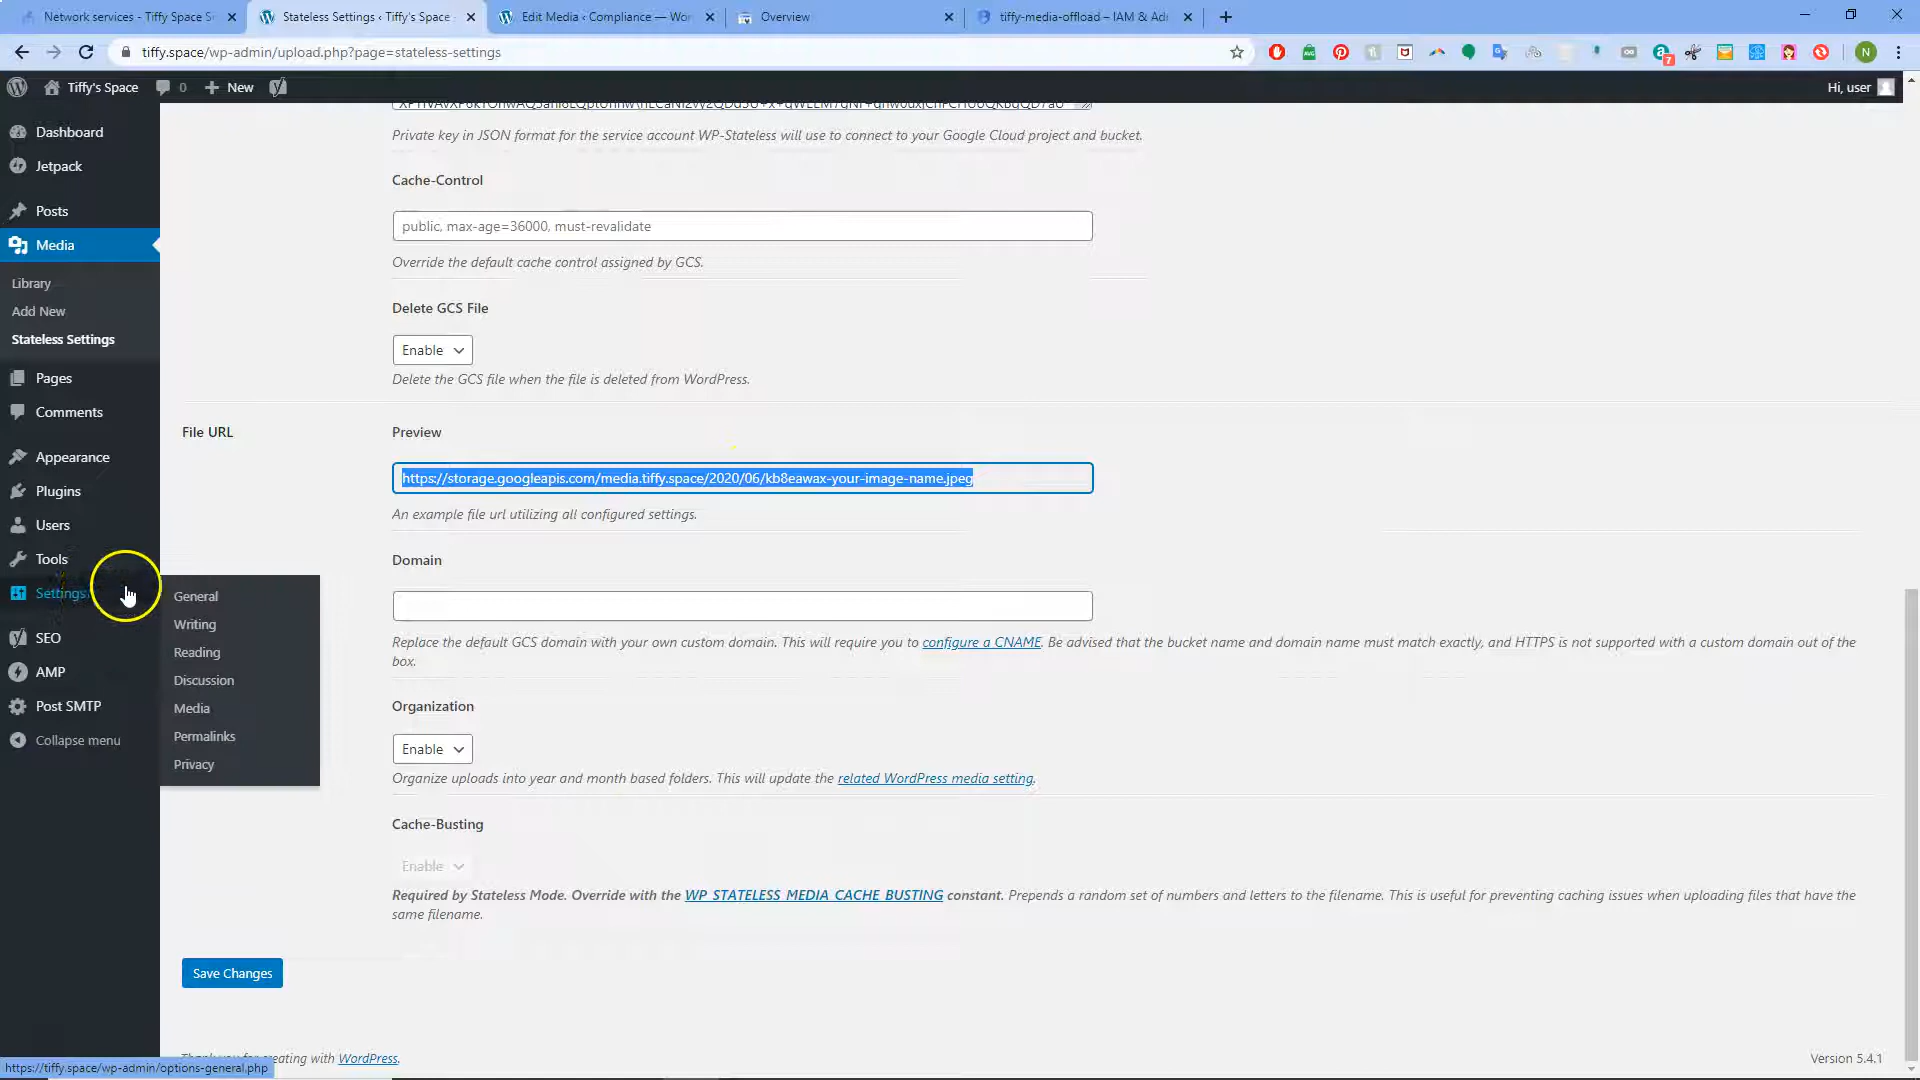 Network services - Tiffy Space S
Stateless Settings ‹ Tiffy's Space
Edit Media ‹ Compliance — Wor
Overview
tiffy-media-offload – IAM & Adm
tiffy.space/wp-admin/upload.php?page=stateless-settings
7
N
Tiffy's Space
0
New
Hi, user
Dashboard
Jetpack
Posts
Media
Library
Add New
Stateless Settings
Pages
Comments
Appearance
Plugins
Users
Tools
Settings
SEO
AMP
Post SMTP
Collapse menu
General
Writing
Reading
Discussion
Media
Permalinks
Privacy
Private key in JSON format for the service account WP-Stateless will use to connect to your Google Cloud project and bucket.
Cache-Control
public, max-age=36000, must-revalidate
Override the default cache control assigned by GCS.
Delete GCS File
Enable
Delete the GCS file when the file is deleted from WordPress.
File URL
Preview
https://storage.googleapis.com/media.tiffy.space/2020/06/kb8eawax-your-image-name.jpeg
An example file url utilizing all configured settings.
Domain
Replace the default GCS domain with your own custom domain. This will require you to configure a CNAME. Be advised that the bucket name and domain name must match exactly, and HTTPS is not supported with a custom domain out of the
box.
Organization
Enable
Organize uploads into year and month based folders. This will update the related WordPress media setting.
Cache-Busting
Enable
Required by Stateless Mode. Override with the WP_STATELESS_MEDIA_CACHE_BUSTING constant. Prepends a random set of numbers and letters to the filename. This is useful for preventing caching issues when uploading files that have the
same filename.
Save Changes
Thank you for creating with WordPress.
Version 5.4.1
https://tiffy.space/wp-admin/options-general.php